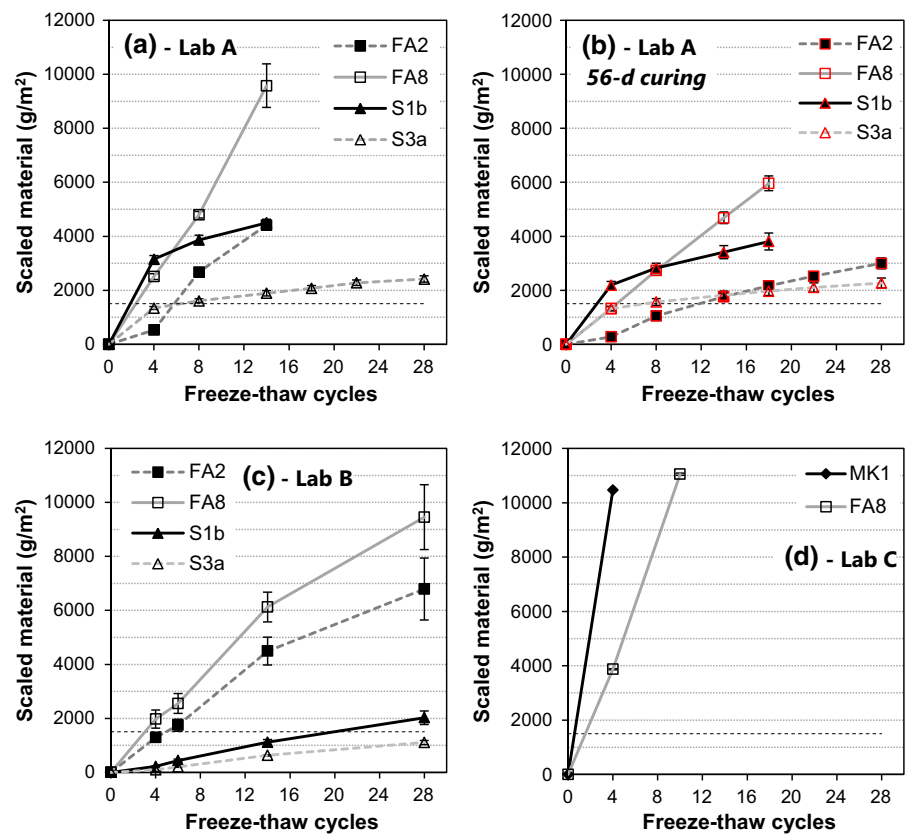 (a) - Lab A
FA2
FA8
S1b
S3a
Scaled material (g/m²)
12000
10000
8000
6000
4000
2000
0
0 4 8 12 16 20 24 28
Freeze-thaw cycles
(b) - Lab A
56-d curing
FA2
FA8
S1b
S3a
Scaled material (g/m²)
12000
10000
8000
6000
4000
2000
0
0 4 8 12 16 20 24 28
Freeze-thaw cycles
(c) - Lab B
FA2
FA8
S1b
S3a
Scaled material (g/m²)
12000
10000
8000
6000
4000
2000
0
0 4 8 12 16 20 24 28
Freeze-thaw cycles
MK1
FA8
(d) - Lab C
Scaled material (g/m²)
12000
10000
8000
6000
4000
2000
0
0 4 8 12 16 20 24 28
Freeze-thaw cycles